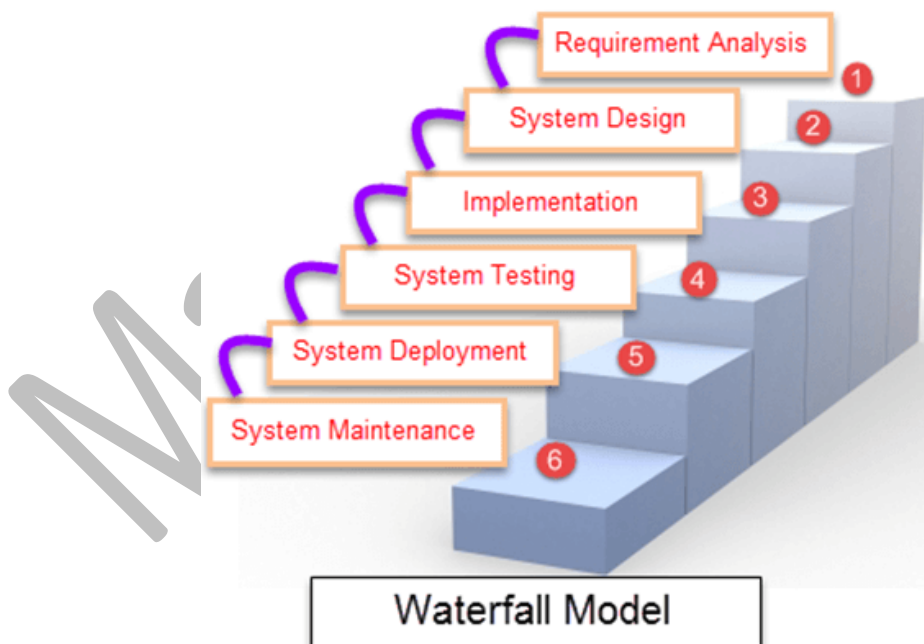 Requirement Analysis
1
System Design
2
Implementation
3
System Testing
4
System Deployment
5
System Maintenance
6
Waterfall Model